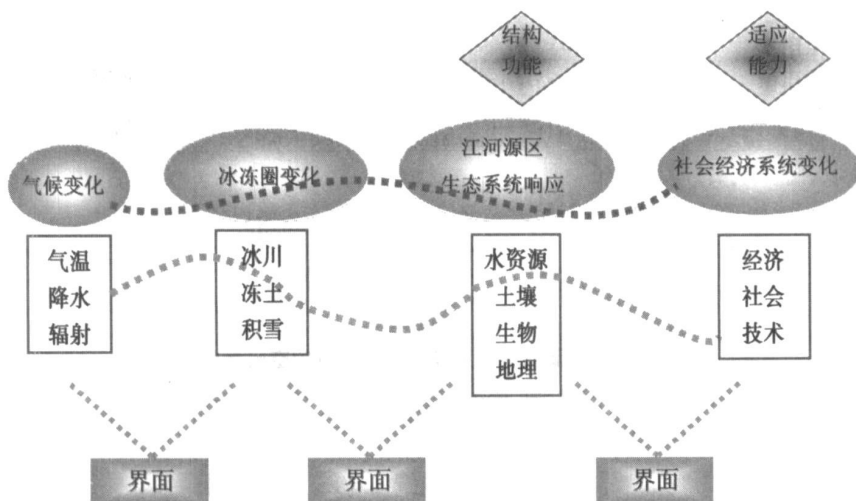 结构
功能
适应
能力
气候变化
冰冻圈变化
江河源区
生态系统响应
社会经济系统变化
气温
降水
辐射
冰川
冻土
积雪
水资源
土壤
生物
地理
经济
社会
技术
界面
界面
界面